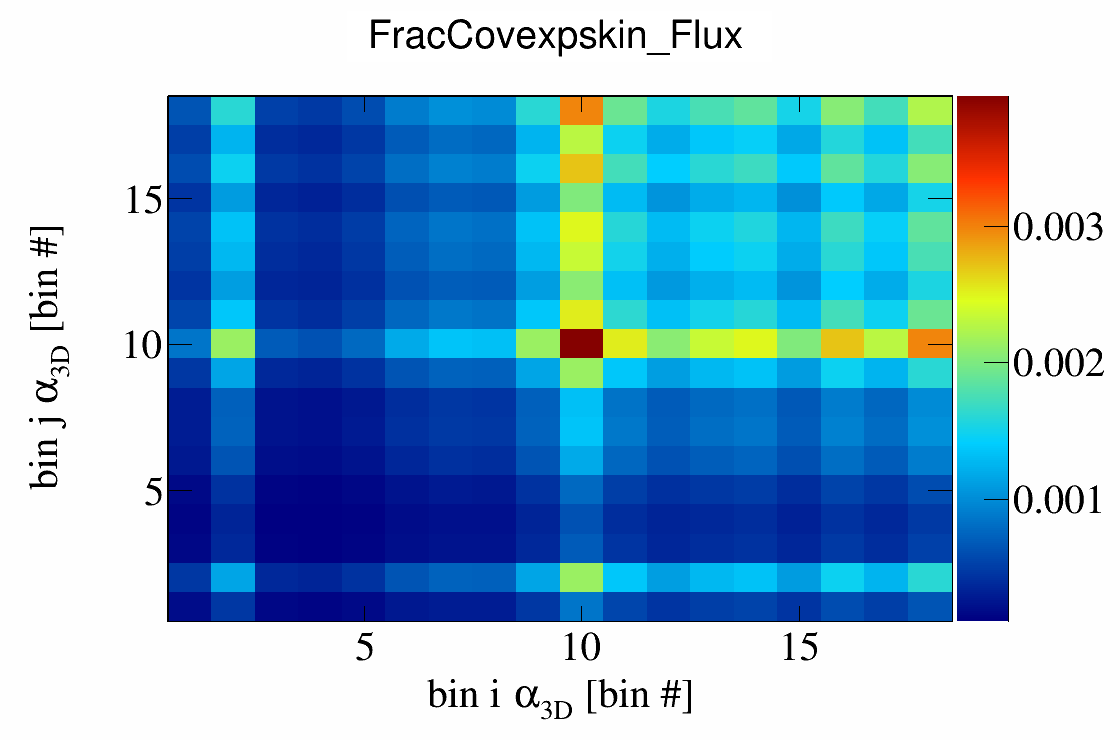 FracCovexpskin_Flux
bin j α3D [bin #]
15
10
5
5 10 15
bin i α3D [bin #]
0.003
0.002
0.001